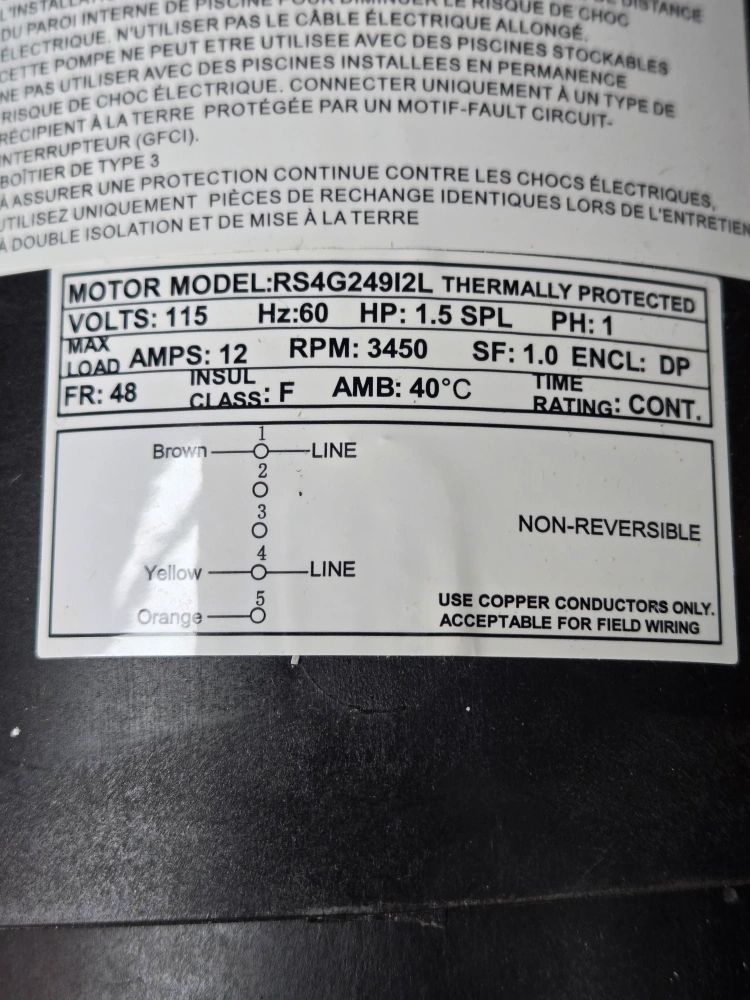 DU PAROI INTERNE DE PISCINE POUR DIMINUER LE RISQUE DE CHOC
ÉLECTRIQUE. N'UTILISER PAS LE CÂBLE ÉLECTRIQUE ALLONGÉ,
CETTE POMPE NE PEUT ETRE UTILISEE AVEC DES PISCINES STOCKABLES
NE PAS UTILISER AVEC DES PISCINES INSTALLEES EN PERMANENCE
RISQUE DE CHOC ÉLECTRIQUE. CONNECTER UNIQUEMENT À UN TYPE DE
RÉCIPIENT À LA TERRE PROTÉGÉE PAR UN MOTIF-FAULT CIRCUIT-
INTERRUPTEUR (GFCI).
BOÎTIER DE TYPE 3
À ASSURER UNE PROTECTION CONTINUE CONTRE LES CHOCS ÉLECTRIQUES,
UTILISEZ UNIQUEMENT PIÈCES DE RECHANGE IDENTIQUES LORS DE L'ENTRETIEN
À DOUBLE ISOLATION ET DE MISE À LA TERRE
MOTOR MODEL:RS4G249I2L THERMALLY PROTECTED
VOLTS: 115 Hz:60 HP: 1.5 SPL PH: 1
MAX LOAD AMPS: 12 RPM: 3450 SF: 1.0 ENCL: DP
FR: 48 INSUL CLASS: F AMB: 40°C TIME RATING: CONT.
1
Brown LINE
2
3
NON-REVERSIBLE
4
Yellow LINE
5
Orange
USE COPPER CONDUCTORS ONLY.
ACCEPTABLE FOR FIELD WIRING